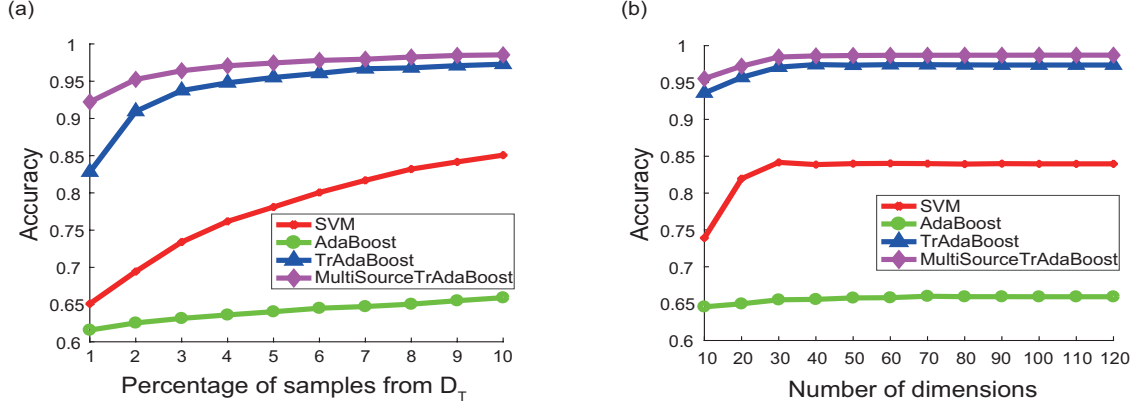 (a)
Accuracy
1
0.95
0.9
0.85
0.8
0.75
0.7
0.65
0.6
SVM
AdaBoost
TrAdaBoost
MultiSourceTrAdaBoost
1 2 3 4 5 6 7 8 9 10
Percentage of samples from D_T
(b)
Accuracy
1
0.95
0.9
0.85
0.8
0.75
0.7
0.65
0.6
SVM
AdaBoost
TrAdaBoost
MultiSourceTrAdaBoost
10 20 30 40 50 60 70 80 90 100 110 120
Number of dimensions